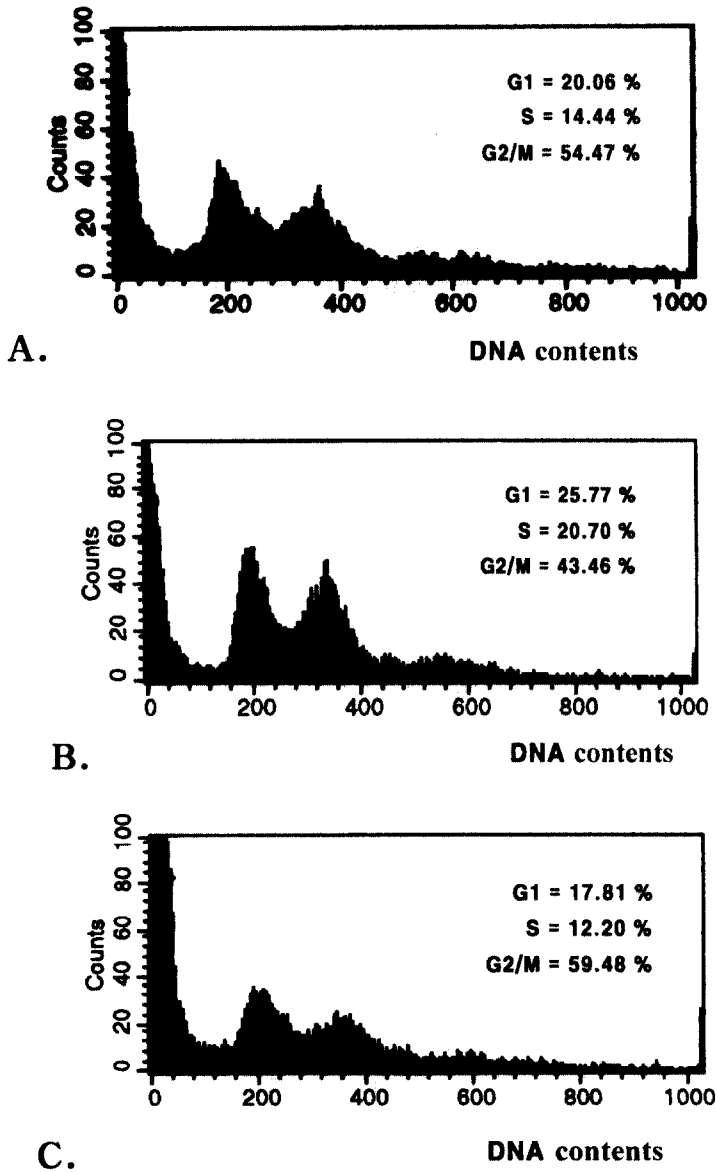 100
80
60
40
20
0
Counts
G1 = 20.06 %
S = 14.44 %
G2/M = 54.47 %
0 200 400 600 800 1000
A.
DNA contents
100
80
60
40
20
0
Counts
G1 = 25.77 %
S = 20.70 %
G2/M = 43.46 %
0 200 400 600 800 1000
B.
DNA contents
100
80
60
40
20
0
Counts
G1 = 17.81 %
S = 12.20 %
G2/M = 59.48 %
0 200 400 600 800 1000
C.
DNA contents